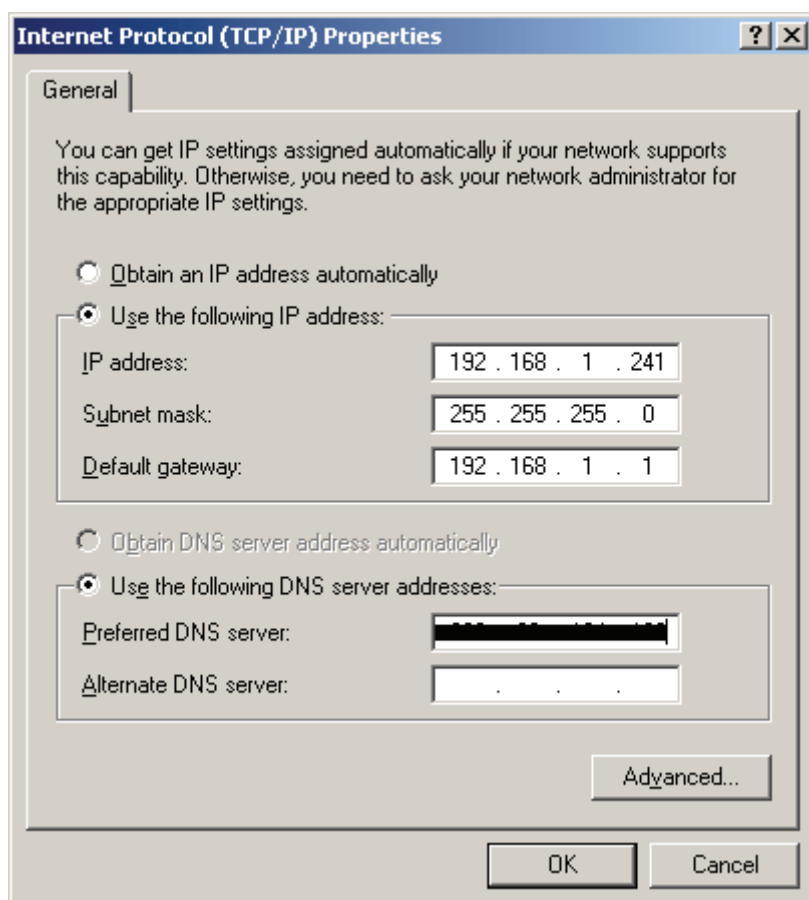 Internet Protocol (TCP/IP) Properties
General
You can get IP settings assigned automatically if your network supports
this capability. Otherwise, you need to ask your network administrator for
the appropriate IP settings.
Obtain an IP address automatically
Use the following IP address:
IP address: 192 . 168 . 1 . 241
Subnet mask: 255 . 255 . 255 . 0
Default gateway: 192 . 168 . 1 . 1
Obtain DNS server address automatically
Use the following DNS server addresses:
Preferred DNS server:
Alternate DNS server: . . .
Advanced...
OK Cancel